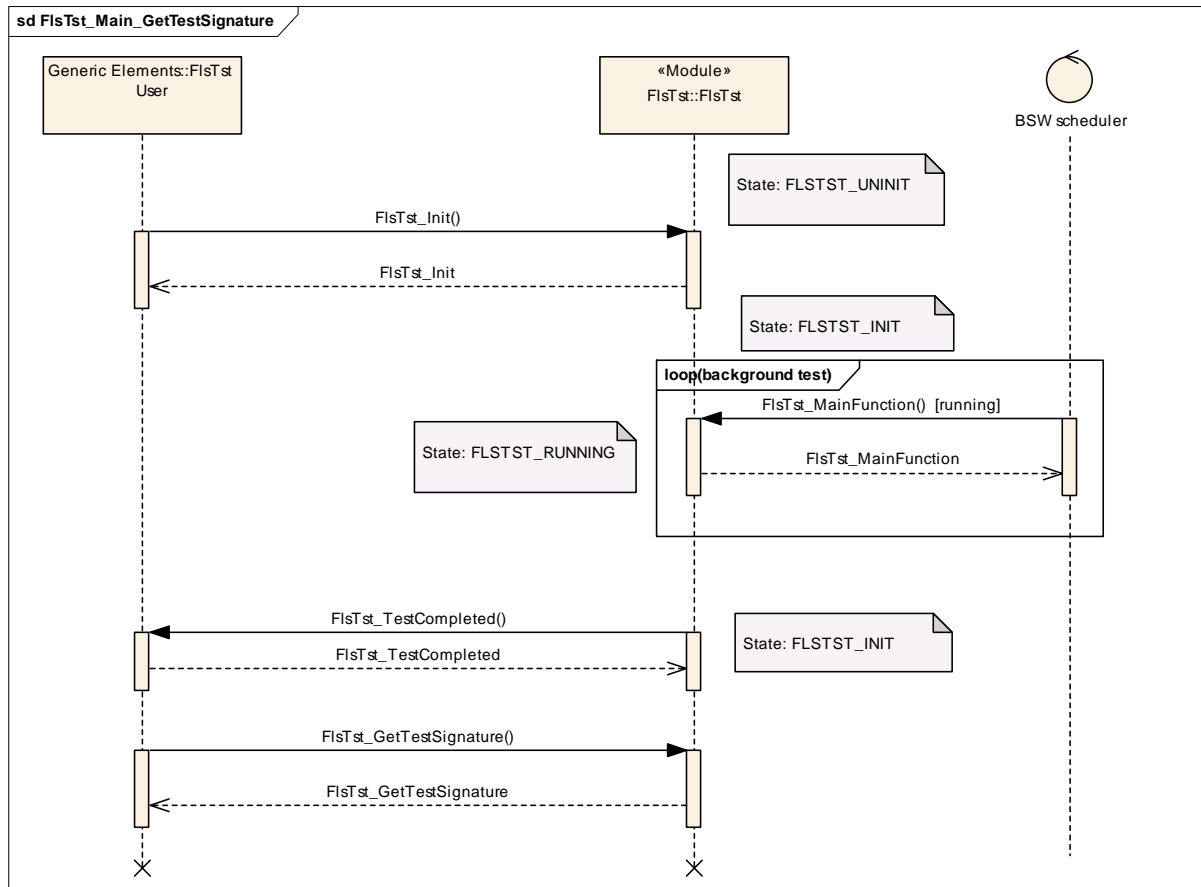 sd FlsTst_Main_GetTestSignature
Generic Elements::FlsTst
User
«Module»
FlsTst::FlsTst
BSW scheduler
State: FLSTST_UNINIT
FlsTst_Init()
FlsTst_Init
State: FLSTST_INIT
loop(background test)
FlsTst_MainFunction() [running]
State: FLSTST_RUNNING
FlsTst_MainFunction
FlsTst_TestCompleted()
State: FLSTST_INIT
FlsTst_TestCompleted
FlsTst_GetTestSignature()
FlsTst_GetTestSignature